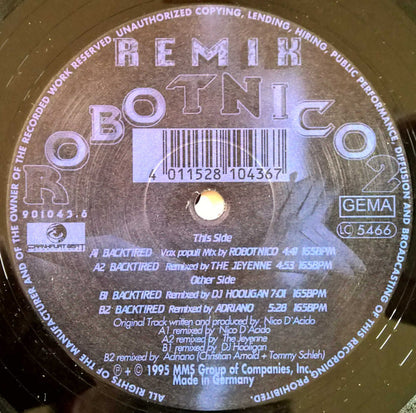 ALL RIGHTS OF THE MANUFACTURER AND OF THE OWNER OF THE RECORDED WORK RESERVED. UNAUTHORIZED COPYING, LENDING, HIRING, PUBLIC PERFORMANCE, DIFFUSION AND BROADCASTING OF THIS RECORDING PROHIBITED.
REMIX
ROBOTNICO 2
4 011528 104367
901043.6
FRANKFURT BEAT
GEMA
LC 5466
This Side
A1 BACKTIRED Vox populi Mix by ROBOTNICO 4:41 165BPM
A2 BACKTIRED Remixed by THE JEYENNE 4:53 165BPM
Other Side
B1 BACKTIRED Remixed by DJ HOOLIGAN 7:01 165BPM
B2 BACKTIRED Remixed by ADRIANO 5:28 165BPM
Original Track written and produced by Nico D'Acido
A1 remixed by Nico D'Acido
A2 remixed by The Jeyenne
B1 remixed by DJ Hooligan
B2 remixed by Adriano (Christian Arnold + Tommy Schleh)
℗ + © 1995 MMS Group of Companies, Inc.
Made in Germany